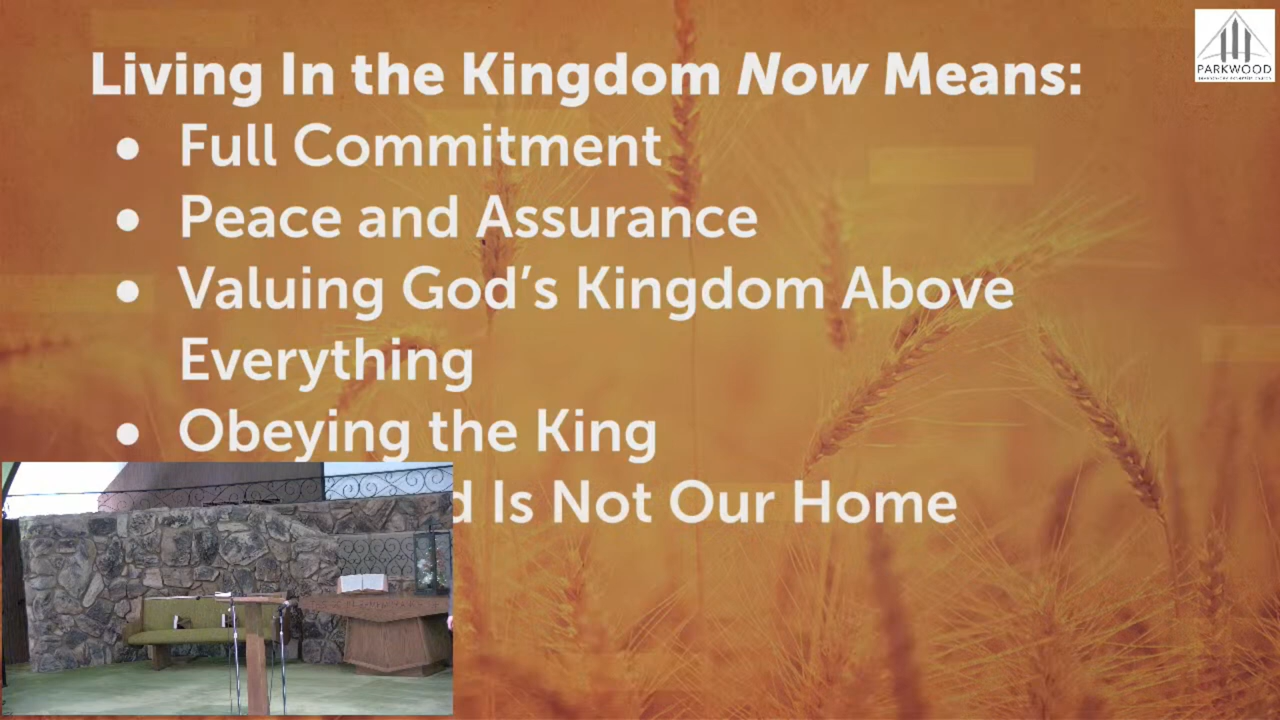 Living In the Kingdom Now Means:
● Full Commitment
● Peace and Assurance
● Valuing God's Kingdom Above
Everything
● Obeying the King
Is Not Our Home
PARKWOOD